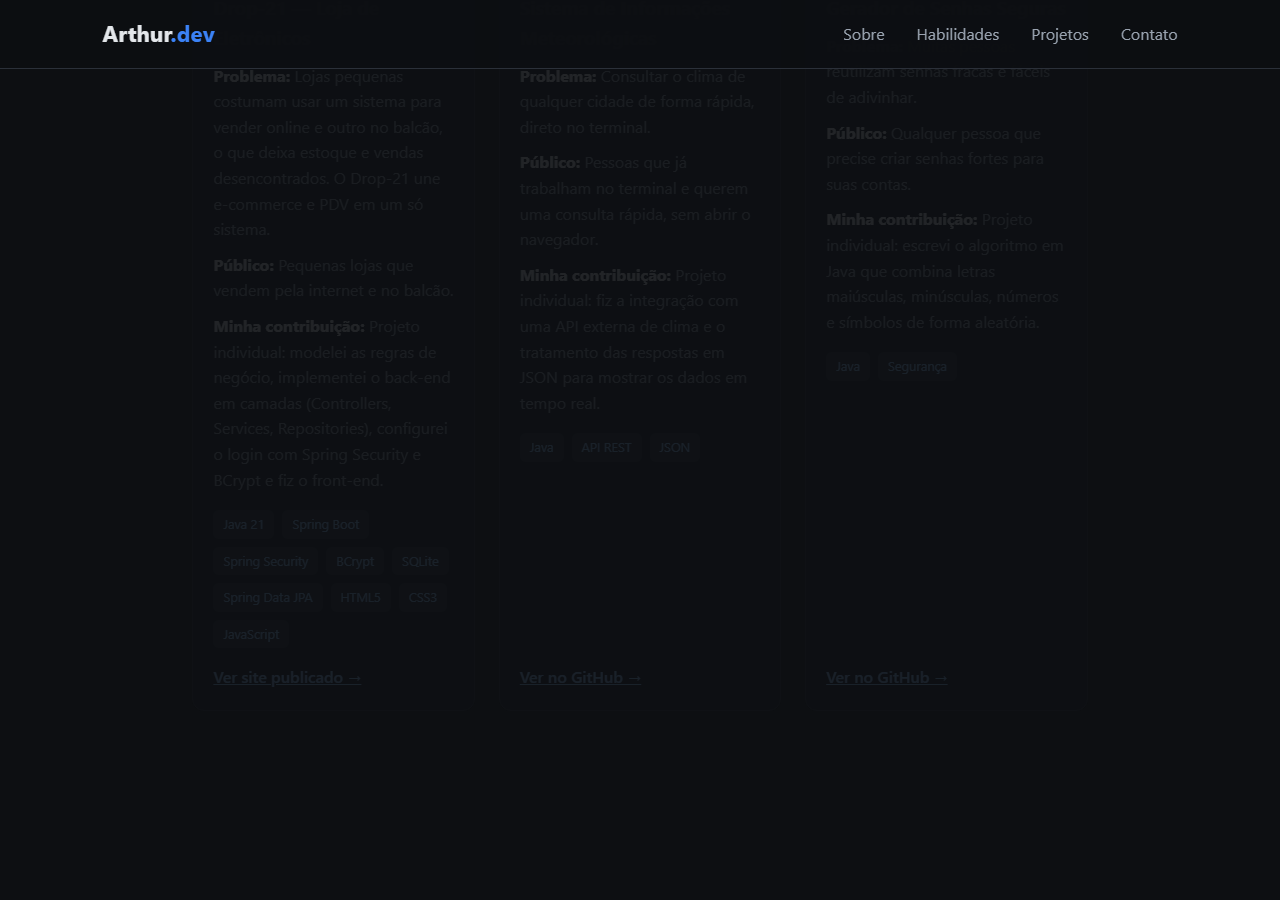 Arthur.dev
Sobre
Habilidades
Projetos
Contato
Problema: Lojas pequenas
costumam usar um sistema para
vender online e outro no balcão,
o que deixa estoque e vendas
desencontrados. O Drop-21 une
e-commerce e PDV em um só
sistema.
Público: Pequenas lojas que
vendem pela internet e no balcão.
Minha contribuição: Projeto
individual: modelei as regras de
negócio, implementei o back-end
em camadas (Controllers,
Services, Repositories), configurei
o login com Spring Security e
BCrypt e fiz o front-end.
Java 21
Spring Boot
Spring Security
BCrypt
SQLite
Spring Data JPA
HTML5
CSS3
JavaScript
Ver site publicado →
Problema: Consultar o clima de
qualquer cidade de forma rápida,
direto no terminal.
Público: Pessoas que já
trabalham no terminal e querem
uma consulta rápida, sem abrir o
navegador.
Minha contribuição: Projeto
individual: fiz a integração com
uma API externa de clima e o
tratamento das respostas em
JSON para mostrar os dados em
tempo real.
Java
API REST
JSON
Ver no GitHub →
reutilizam senhas fracas e fáceis
de adivinhar.
Público: Qualquer pessoa que
precise criar senhas fortes para
suas contas.
Minha contribuição: Projeto
individual: escrevi o algoritmo em
Java que combina letras
maiúsculas, minúsculas, números
e símbolos de forma aleatória.
Java
Segurança
Ver no GitHub →